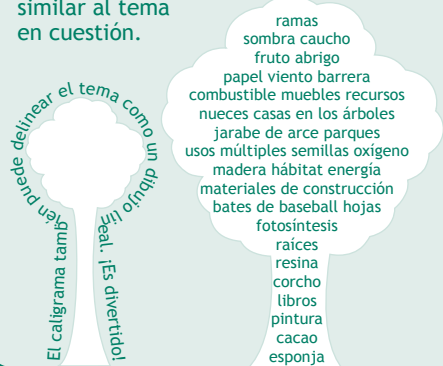 similar al tema
en cuestión.
El caligrama también puede delinear el tema como un dibujo lineal. ¡Es divertido!
ramas
sombra caucho
fruto abrigo
papel viento barrera
combustible muebles recursos
nueces casas en los árboles
jarabe de arce parques
usos múltiples semillas oxígeno
madera hábitat energía
materiales de construcción
bates de baseball hojas
fotosíntesis
raíces
resina
corcho
libros
pintura
cacao
esponja